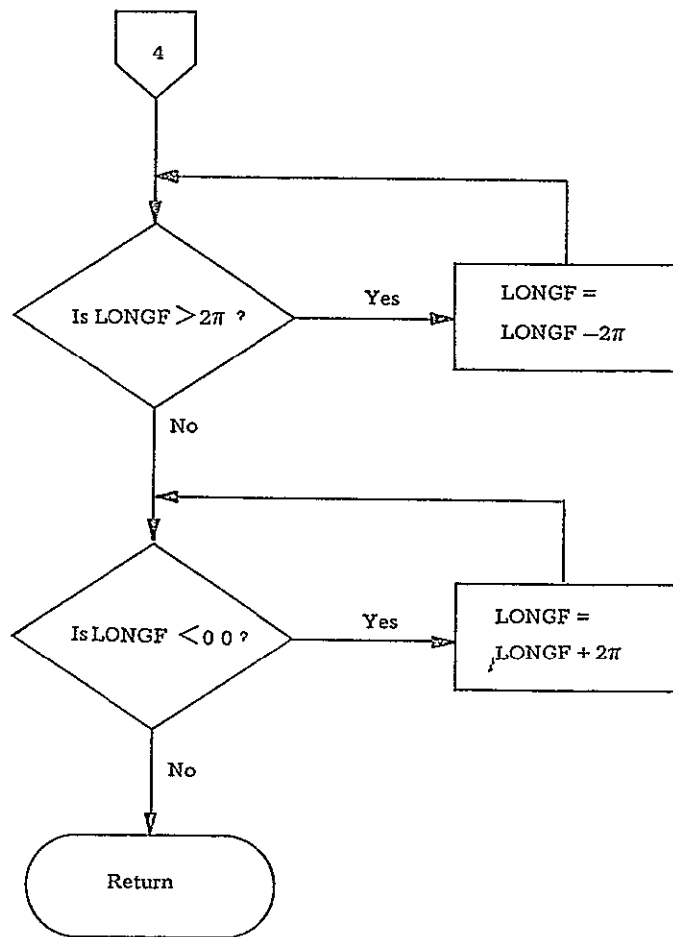 4
Is LONGF > 2π ?
Yes
LONGF =
LONGF – 2π
No
Is LONGF < 0 0 ?
Yes
LONGF =
LONGF + 2π
No
Return